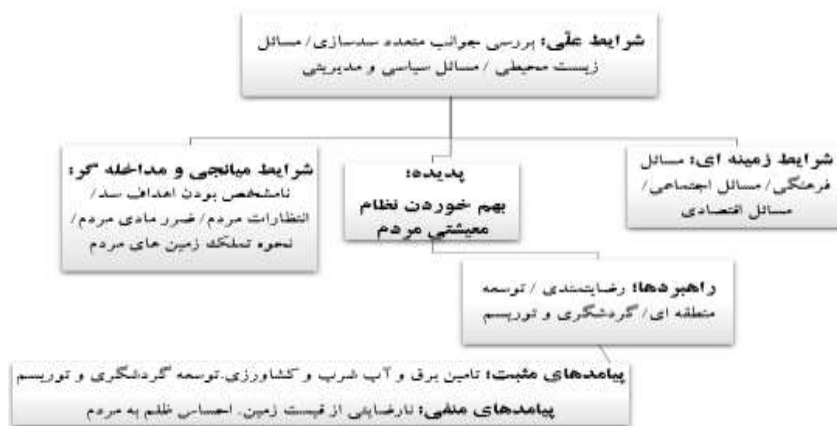 شرایط علّی: بررسی جوانب متعدد سدسازی/ مسائل
زیست محیطی / مسائل سیاسی و مدیریتی
شرایط زمینه ای: مسائل
فرهنگی/ مسائل اجتماعی/
مسائل اقتصادی
پدیده:
بهم خوردن نظام
معیشتی مردم
شرایط میانجی و مداخله گر:
نامشخص بودن اهداف سد/
انتظارات مردم/ ضرر مادی مردم/
نحوه تملک زمین های مردم
راهبردها: رضایتمندی / توسعه
منطقه ای/ گردشگری و توریسم
پیامدهای مثبت: تامین برق و آب شرب و کشاورزی.توسعه گردشگری و توریسم
پیامدهای منفی: نارضایتی از قیمت زمین. احساس ظلم به مردم